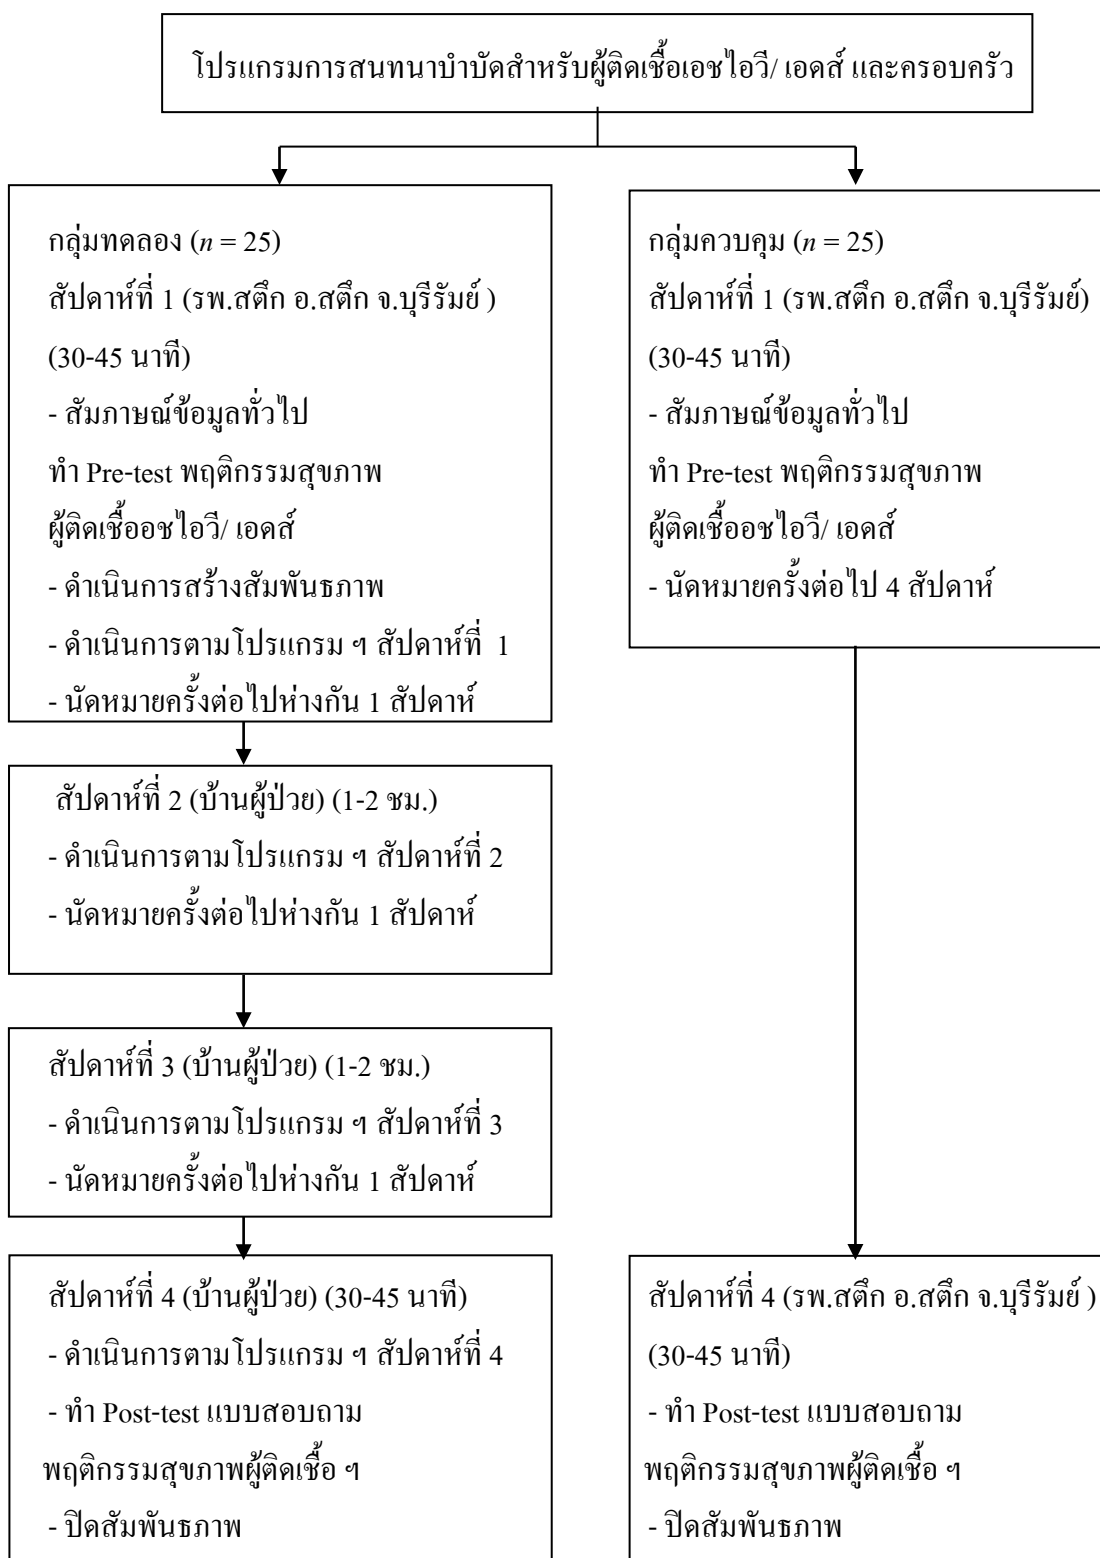 โปรแกรมการสนทนาบำบัดสำหรับผู้ติดเชื้อเอชไอวี/ เอดส์ และครอบครัว
กลุ่มทดลอง (n = 25)
สัปดาห์ที่ 1 (รพ.สตึก อ.สตึก จ.บุรีรัมย์ )
(30-45 นาที)
- สัมภาษณ์ข้อมูลทั่วไป
ทำ Pre-test พฤติกรรมสุขภาพ
ผู้ติดเชื้ออชไอวี/ เอดส์
- ดำเนินการสร้างสัมพันธภาพ
- ดำเนินการตามโปรแกรม ฯ สัปดาห์ที่ 1
- นัดหมายครั้งต่อไปห่างกัน 1 สัปดาห์
สัปดาห์ที่ 2 (บ้านผู้ป่วย) (1-2 ชม.)
- ดำเนินการตามโปรแกรม ฯ สัปดาห์ที่ 2
- นัดหมายครั้งต่อไปห่างกัน 1 สัปดาห์
สัปดาห์ที่ 3 (บ้านผู้ป่วย) (1-2 ชม.)
- ดำเนินการตามโปรแกรม ฯ สัปดาห์ที่ 3
- นัดหมายครั้งต่อไปห่างกัน 1 สัปดาห์
สัปดาห์ที่ 4 (บ้านผู้ป่วย) (30-45 นาที)
- ดำเนินการตามโปรแกรม ฯ สัปดาห์ที่ 4
- ทำ Post-test แบบสอบถาม
พฤติกรรมสุขภาพผู้ติดเชื้อ ฯ
- ปิดสัมพันธภาพ
กลุ่มควบคุม (n = 25)
สัปดาห์ที่ 1 (รพ.สตึก อ.สตึก จ.บุรีรัมย์)
(30-45 นาที)
- สัมภาษณ์ข้อมูลทั่วไป
ทำ Pre-test พฤติกรรมสุขภาพ
ผู้ติดเชื้ออชไอวี/ เอดส์
- นัดหมายครั้งต่อไป 4 สัปดาห์
สัปดาห์ที่ 4 (รพ.สตึก อ.สตึก จ.บุรีรัมย์ )
(30-45 นาที)
- ทำ Post-test แบบสอบถาม
พฤติกรรมสุขภาพผู้ติดเชื้อ ฯ
- ปิดสัมพันธภาพ